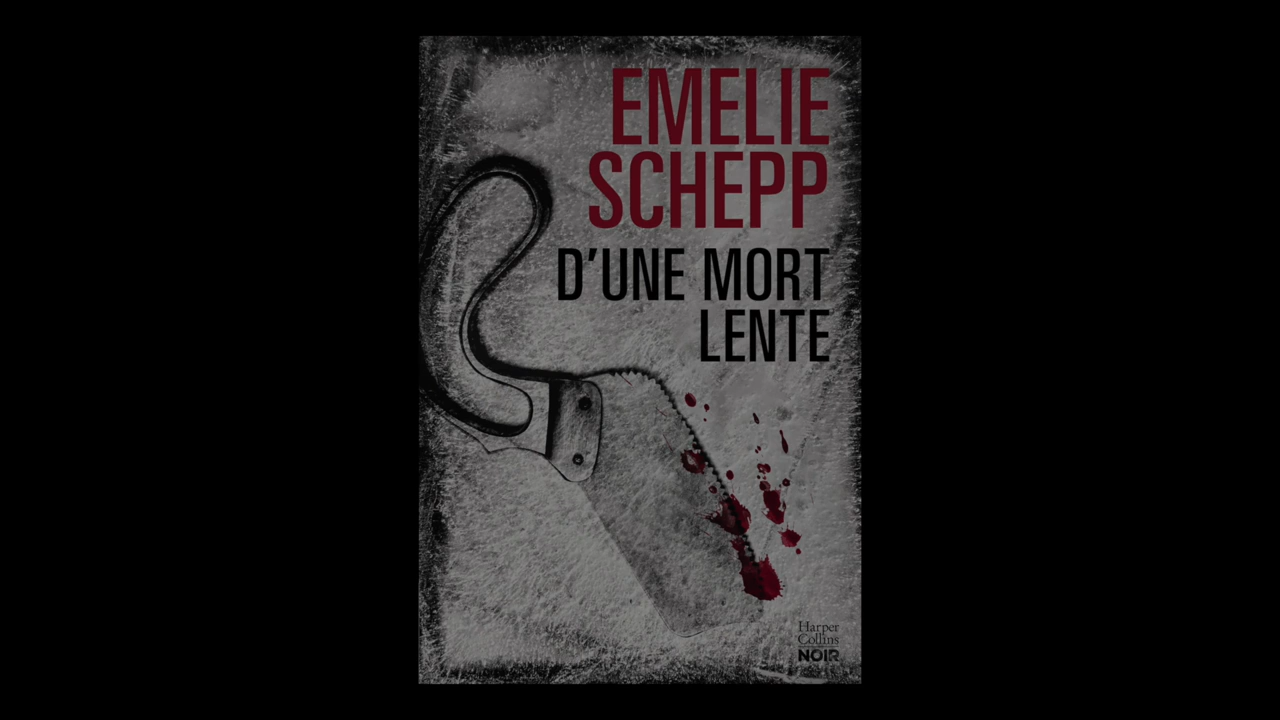 EMELIE
SCHEPP
D'UNE MORT
LENTE
Harper
Collins
NOIR